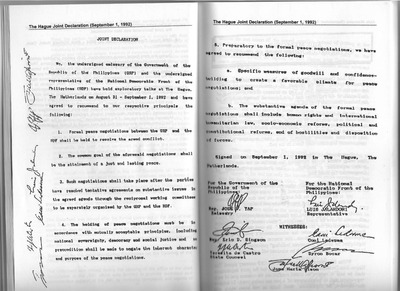 The Hague Joint Declaration (September 1, 1992)
JOINT DECLARATION
We, the undersigned emissary of the Government of the
Republic of the Philippines (GRP) and the undersigned
representative of the National Democratic Front of the
Philippines (NDF) have held exploratory talks at The Hague,
The Netherlands on August 31 - September 1, 1992 and have
agreed to recommend to our respective principals the
following:
1. Formal peace negotiations between the GRP and the
NDF shall be held to resolve the armed conflict.
2. The common goal of the aforesaid negotiations shall
be the attainment of a just and lasting peace.
3. Such negotiations shall take place after the parties
have reached tentative agreements on substantive issues in
the agreed agenda through the reciprocal working committees
to be separately organized by the GRP and the NDF.
4. The holding of peace negotiations must be in
accordance with mutually acceptable principles, including
national sovereignty, democracy and social justice and no
precondition shall be made to negate the inherent character
and purpose of the peace negotiations.
The Hague Joint Declaration (September 1, 1992)
5. Preparatory to the formal peace negotiations, we have
agreed to recommend the following:
a. Specific measures of goodwill and confidence-
building to create a favorable climate for peace
negotiations; and
b. The substantive agenda of the formal peace
negotiations shall include human rights and international
humanitarian law, socio-economic reforms, political and
constitutional reforms, end of hostilities and disposition
of forces.
Signed on September 1, 1992 in The Hague, The
Netherlands.
For the Government of the
Republic of the
Philippines:
For the National
Democratic Front of the
Philippines:
Rep. JOSE V. YAP
Emissary
LUIS JALANDONI
Representative
WITNESSES:
Rep. Eric D. Singson
Coni Ledesma
Teresita de Castro
State Counsel
Byron Bocar
Jose Maria Sison